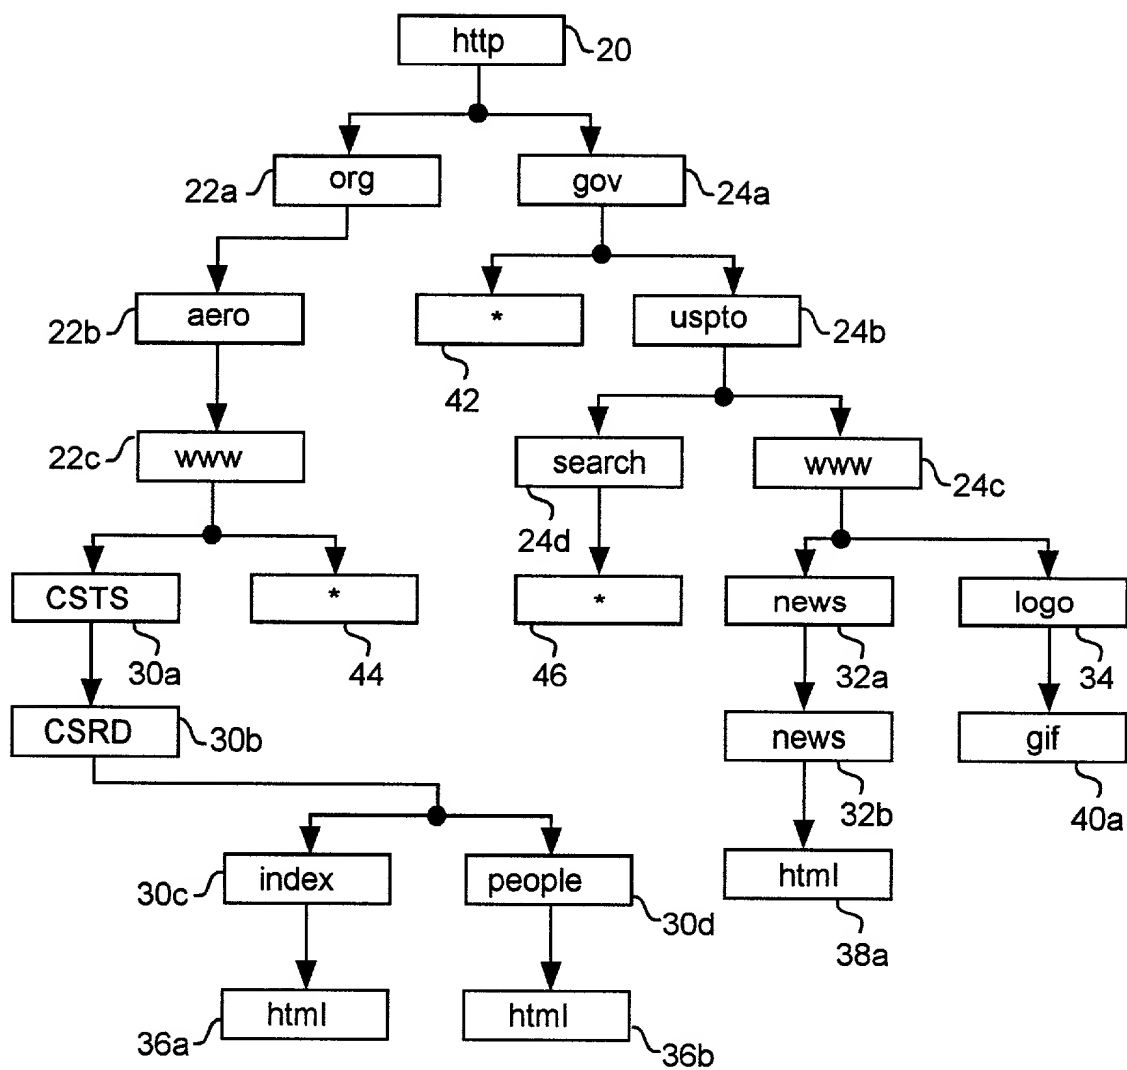 http
20
org
22a
gov
24a
aero
22b
*
42
uspto
24b
www
22c
search
24d
www
24c
CSTS
30a
*
44
*
46
news
32a
logo
34
CSRD
30b
news
32b
gif
40a
index
30c
people
30d
html
38a
html
36a
html
36b